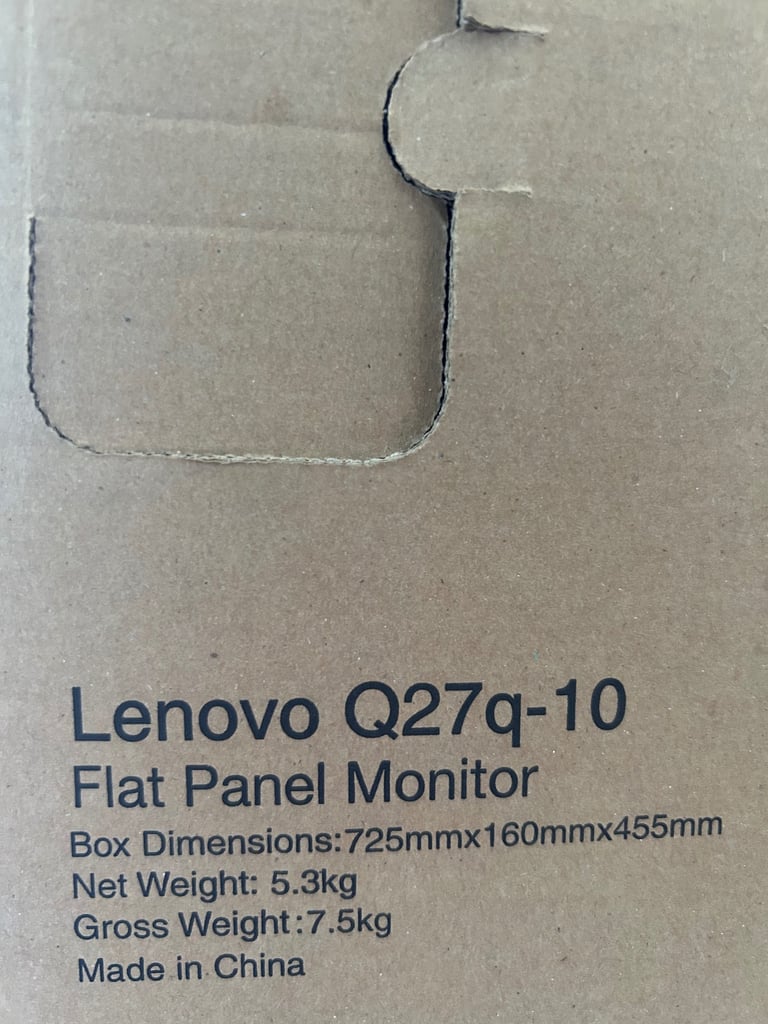 Lenovo Q27q-10
Flat Panel Monitor
Box Dimensions:725mmx160mmx455mm
Net Weight: 5.3kg
Gross Weight:7.5kg
Made in China